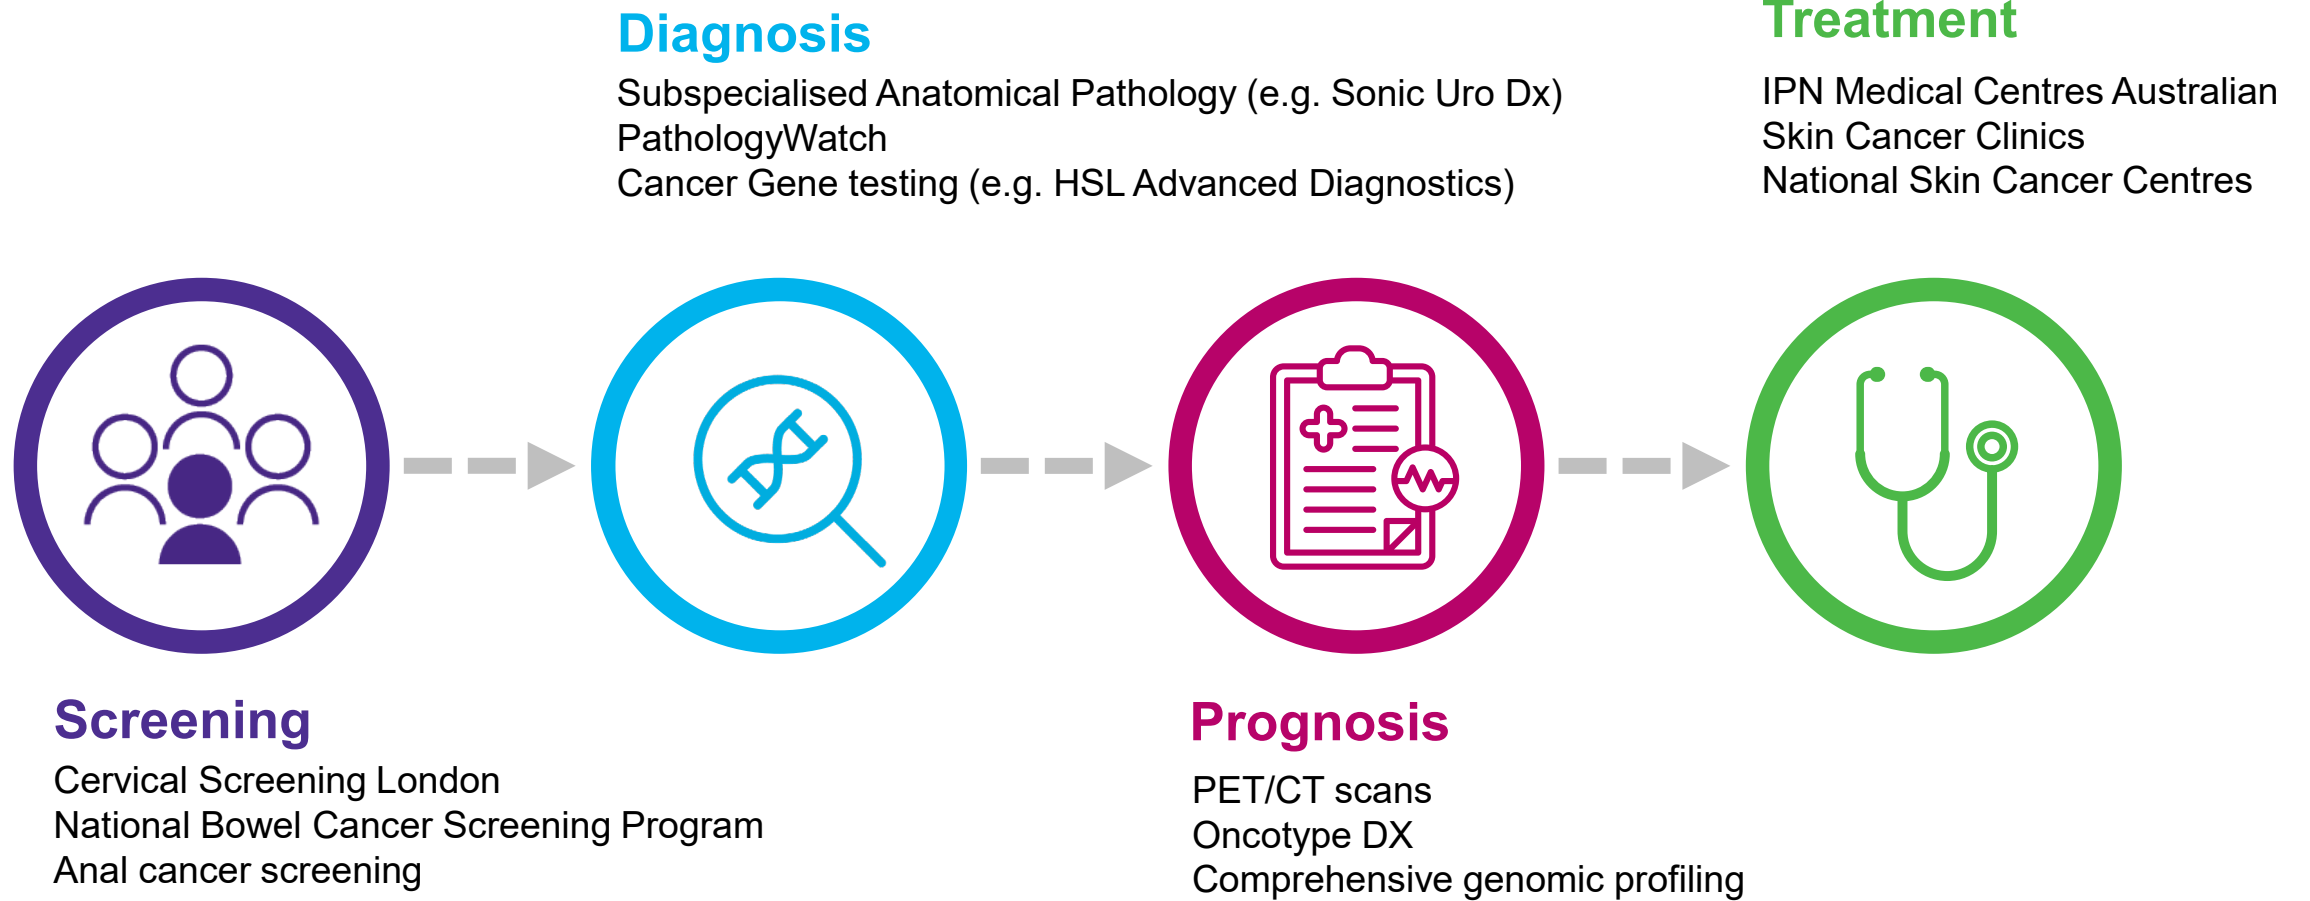 Diagnosis
Subspecialised Anatomical Pathology (e.g. Sonic Uro Dx)
PathologyWatch
Cancer Gene testing (e.g. HSL Advanced Diagnostics)
Treatment
IPN Medical Centres Australian
Skin Cancer Clinics
National Skin Cancer Centres
Screening
Cervical Screening London
National Bowel Cancer Screening Program
Anal cancer screening
Prognosis
PET/CT scans
Oncotype DX
Comprehensive genomic profiling